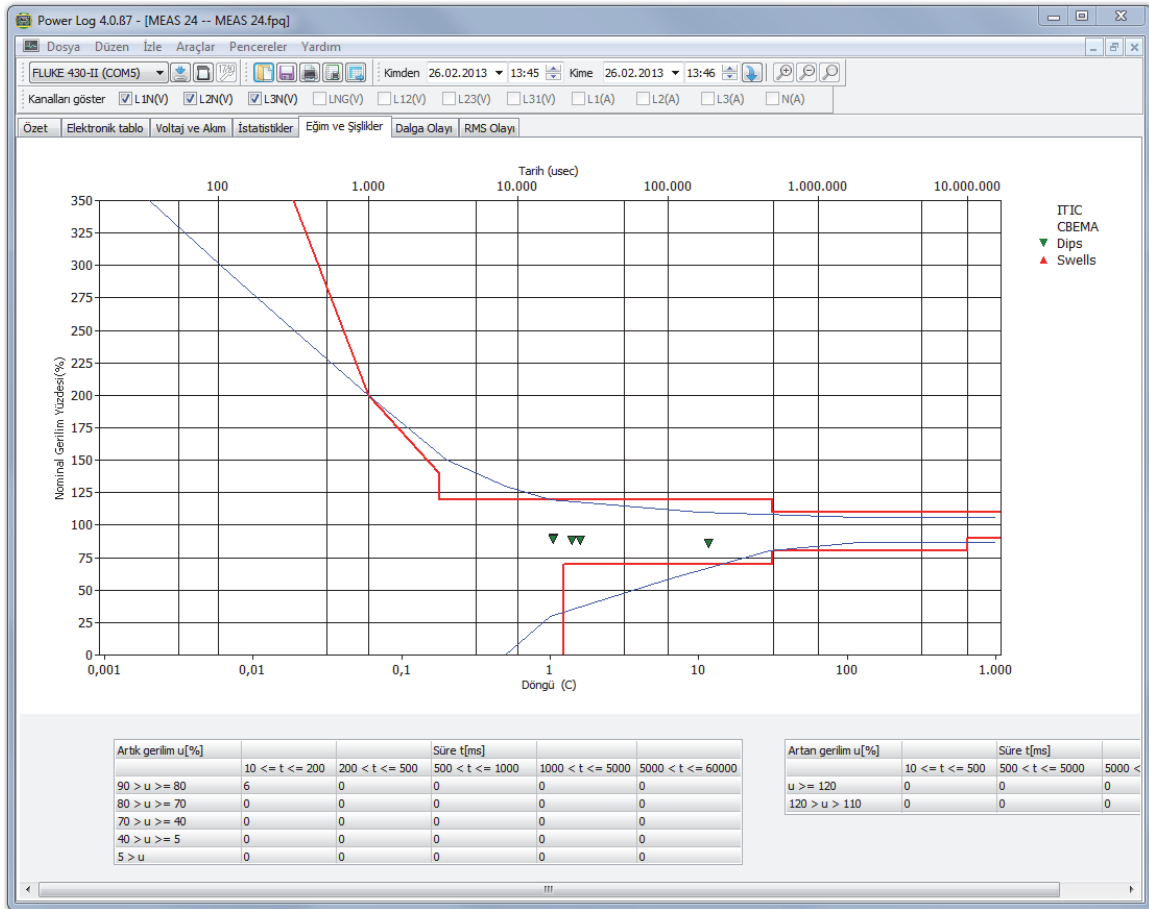 Power Log 4.0.ß7 - [MEAS 24 -- MEAS 24.fpq]
Dosya Düzen İzle Araçlar Pencereler Yardım
FLUKE 430-II (COM5) Kimden 26.02.2013 13:45 Kime 26.02.2013 13:46
Kanalları göster L1N(V) L2N(V) L3N(V) LNG(V) L12(V) L23(V) L31(V) L1(A) L2(A) L3(A) N(A)
Özet Elektronik tablo Voltaj ve Akım İstatistikler Eğim ve Şişlikler Dalga Olayı RMS Olayı
Tarih (usec)
100 1.000 10.000 100.000 1.000.000 10.000.000
350
325
300
275
250
225
200
175
150
125
100
75
50
25
0
Nominal Gerilim Yüzdesi(%)
ITIC
CBEMA
Dips
Swells
0,001 0,01 0,1 1 10 100 1.000
Döngü (C)
Artık gerilim u[%] Süre t[ms]
10 <= t <= 200 200 < t <= 500 500 < t <= 1000 1000 < t <= 5000 5000 < t <= 60000
90 > u >= 80 6 0 0 0 0
80 > u >= 70 0 0 0 0 0
70 > u >= 40 0 0 0 0 0
40 > u >= 5 0 0 0 0 0
5 > u 0 0 0 0 0
Artan gerilim u[%] Süre t[ms]
10 <= t <= 500 500 < t <= 5000 5000 <
u >= 120 0 0 0
120 > u > 110 0 0 0